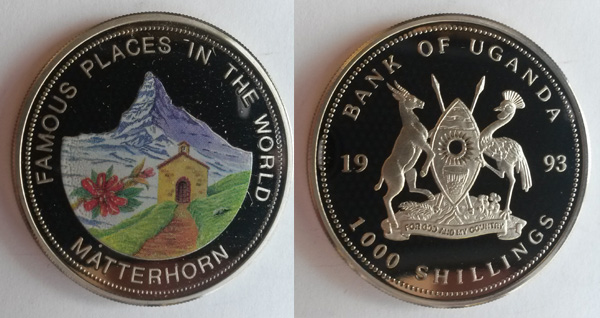 FAMOUS PLACES IN THE WORLD
MATTERHORN
BANK OF UGANDA
19 93
FOR GOD AND MY COUNTRY
1000 SHILLINGS